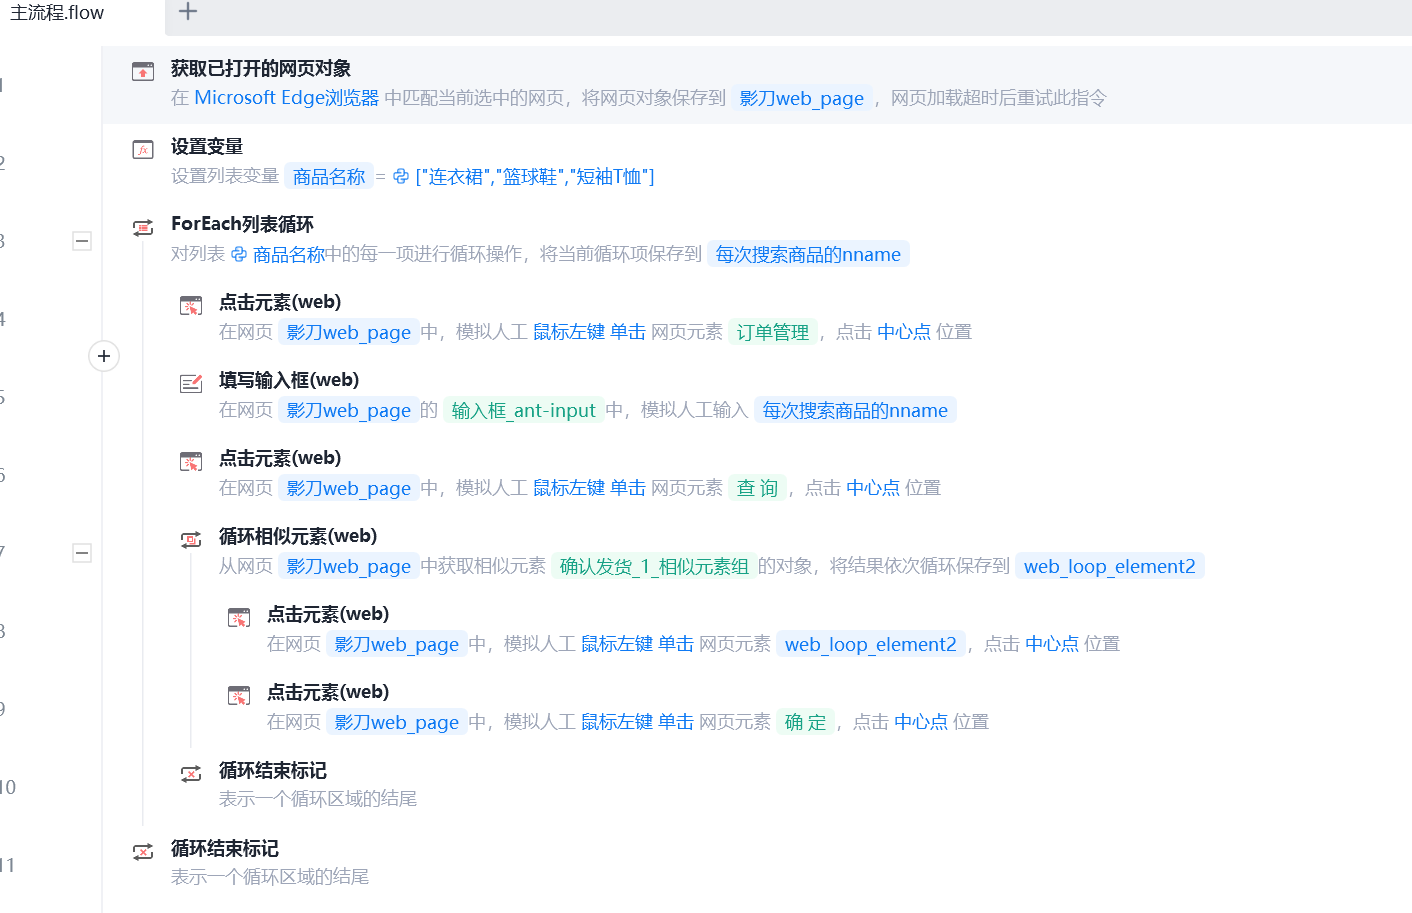 主流程.flow
1
获取已打开的网页对象
在 Microsoft Edge浏览器 中匹配当前选中的网页，将网页对象保存到 影刀web_page ，网页加载超时后重试此指令
2
设置变量
设置列表变量 商品名称 = ["连衣裙","篮球鞋","短袖T恤"]
3
ForEach列表循环
对列表 商品名称中的每一项进行循环操作，将当前循环项保存到 每次搜索商品的nname
4
点击元素(web)
在网页 影刀web_page 中，模拟人工 鼠标左键 单击 网页元素 订单管理 ，点击 中心点 位置
5
填写输入框(web)
在网页 影刀web_page 的 输入框_ant-input 中，模拟人工输入 每次搜索商品的nname
6
点击元素(web)
在网页 影刀web_page 中，模拟人工 鼠标左键 单击 网页元素 查 询 ，点击 中心点 位置
7
循环相似元素(web)
从网页 影刀web_page 中获取相似元素 确认发货_1_相似元素组 的对象，将结果依次循环保存到 web_loop_element2
8
点击元素(web)
在网页 影刀web_page 中，模拟人工 鼠标左键 单击 网页元素 web_loop_element2 ，点击 中心点 位置
9
点击元素(web)
在网页 影刀web_page 中，模拟人工 鼠标左键 单击 网页元素 确 定 ，点击 中心点 位置
10
循环结束标记
表示一个循环区域的结尾
11
循环结束标记
表示一个循环区域的结尾